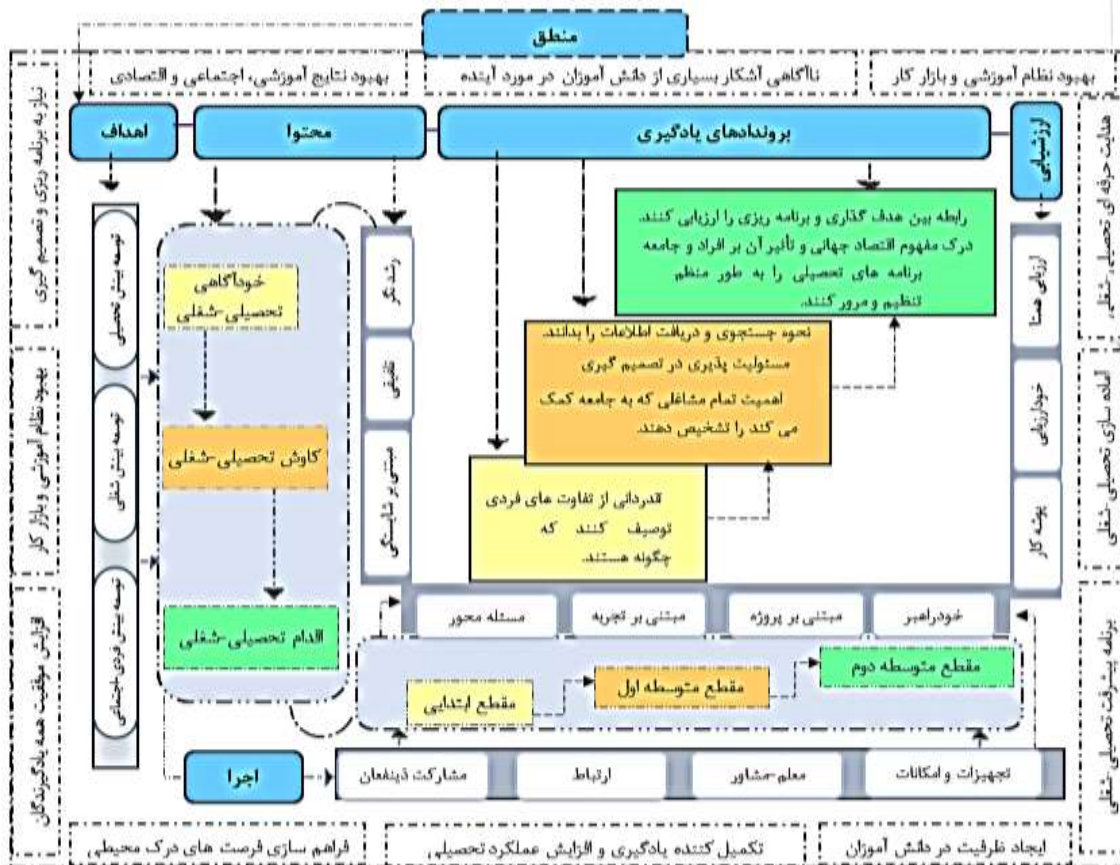 منطق
بهبود نظام آموزشی و بازار کار
ناآگاهی آشکار بسیاری از دانش آموزان در مورد آینده
بهبود نتایج آموزشی، اجتماعی و اقتصادی
ارزشیابی
بروندادهای یادگیری
محتوا
اهداف
هدایت حرفه ای تحصیلی-شغلی
آماده سازی تحصیلی-شغلی
برنامه پیشرفت تحصیلی-شغلی
ارزیابی همتا
خودارزیابی
پوشه کار
رابطه بین هدف گذاری و برنامه ریزی را ارزیابی کنند.
درک مفهوم اقتصاد جهانی و تأثیر آن بر افراد و جامعه
برنامه های تحصیلی را به طور منظم
تنظیم و مرور کنند.
نحوه جستجوی و دریافت اطلاعات را بدانند.
مسئولیت پذیری در تصمیم گیری
اهمیت تمام مشاغلی که به جامعه کمک
می کند را تشخیص دهند.
قدردانی از تفاوت های فردی
توصیف کنند که
چگونه هستند.
رشدنگر
تلفیقی
مبتنی بر شایستگی
خودآگاهی
تحصیلی-شغلی
کاوش تحصیلی-شغلی
اقدام تحصیلی-شغلی
توسعه بینش تحصیلی
توسعه بینش شغلی
توسعه بینش فردی-اجتماعی
نیاز به برنامه ریزی و تصمیم گیری
بهبود نظام آموزشی و بازار کار
افزایش موفقیت همه یادگیرندگان
خودراهبر
مبتنی بر پروژه
مبتنی بر تجربه
مسئله محور
مقطع متوسطه دوم
مقطع متوسطه اول
مقطع ابتدایی
تجهیزات و امکانات
معلم-مشاور
ارتباط
مشارکت ذینفعان
اجرا
ایجاد ظرفیت در دانش آموزان
تکمیل کننده یادگیری و افزایش عملکرد تحصیلی
فراهم سازی فرصت های درک محیطی